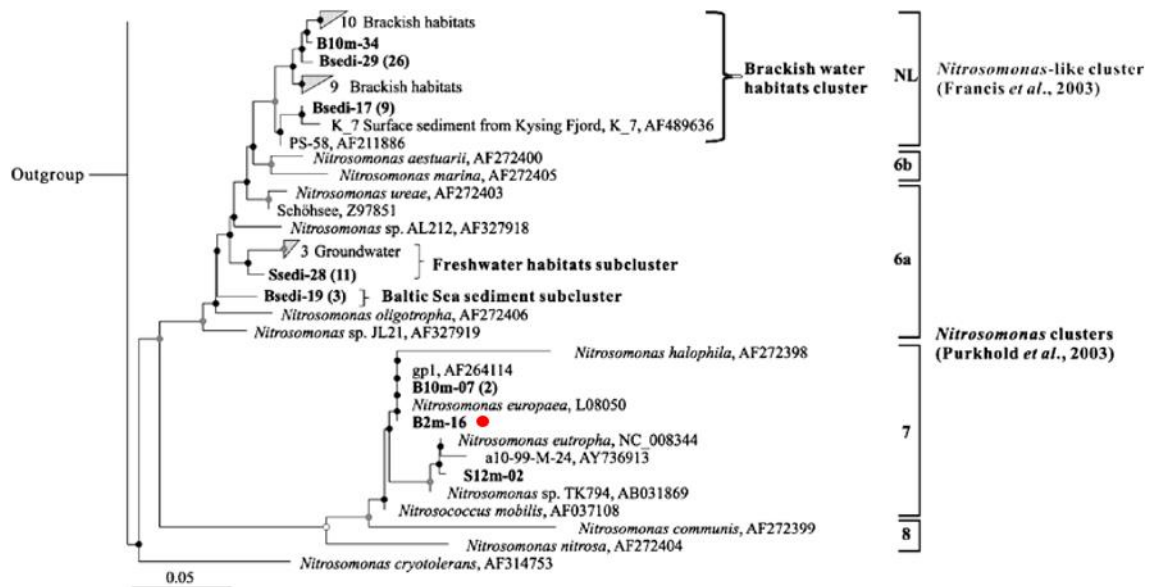 10 Brackish habitats
B10m-34
Bsedi-29 (26)
9 Brackish habitats
Bsedi-17 (9)
K_7 Surface sediment from Kysing Fjord, K_7, AF489636
PS-58, AF211886
Brackish water
habitats cluster
NL
Nitrosomonas-like cluster
(Francis et al., 2003)
Nitrosomonas aestuarii, AF272400
Nitrosomonas marina, AF272405
6b
Outgroup
Nitrosomonas ureae, AF272403
Schöhsee, Z97851
Nitrosomonas sp. AL212, AF327918
3 Groundwater
Ssedi-28 (11)
Freshwater habitats subcluster
6a
Bsedi-19 (3)
Baltic Sea sediment subcluster
Nitrosomonas oligotropha, AF272406
Nitrosomonas sp. JL21, AF327919
Nitrosomonas clusters
(Purkhold et al., 2003)
Nitrosomonas halophila, AF272398
gp1, AF264114
B10m-07 (2)
Nitrosomonas europaea, L08050
B2m-16
Nitrosomonas eutropha, NC_008344
a10-99-M-24, AY736913
S12m-02
Nitrosomonas sp. TK794, AB031869
Nitrosococcus mobilis, AF037108
7
Nitrosomonas communis, AF272399
Nitrosomonas nitrosa, AF272404
8
Nitrosomonas cryotolerans, AF314753
0.05